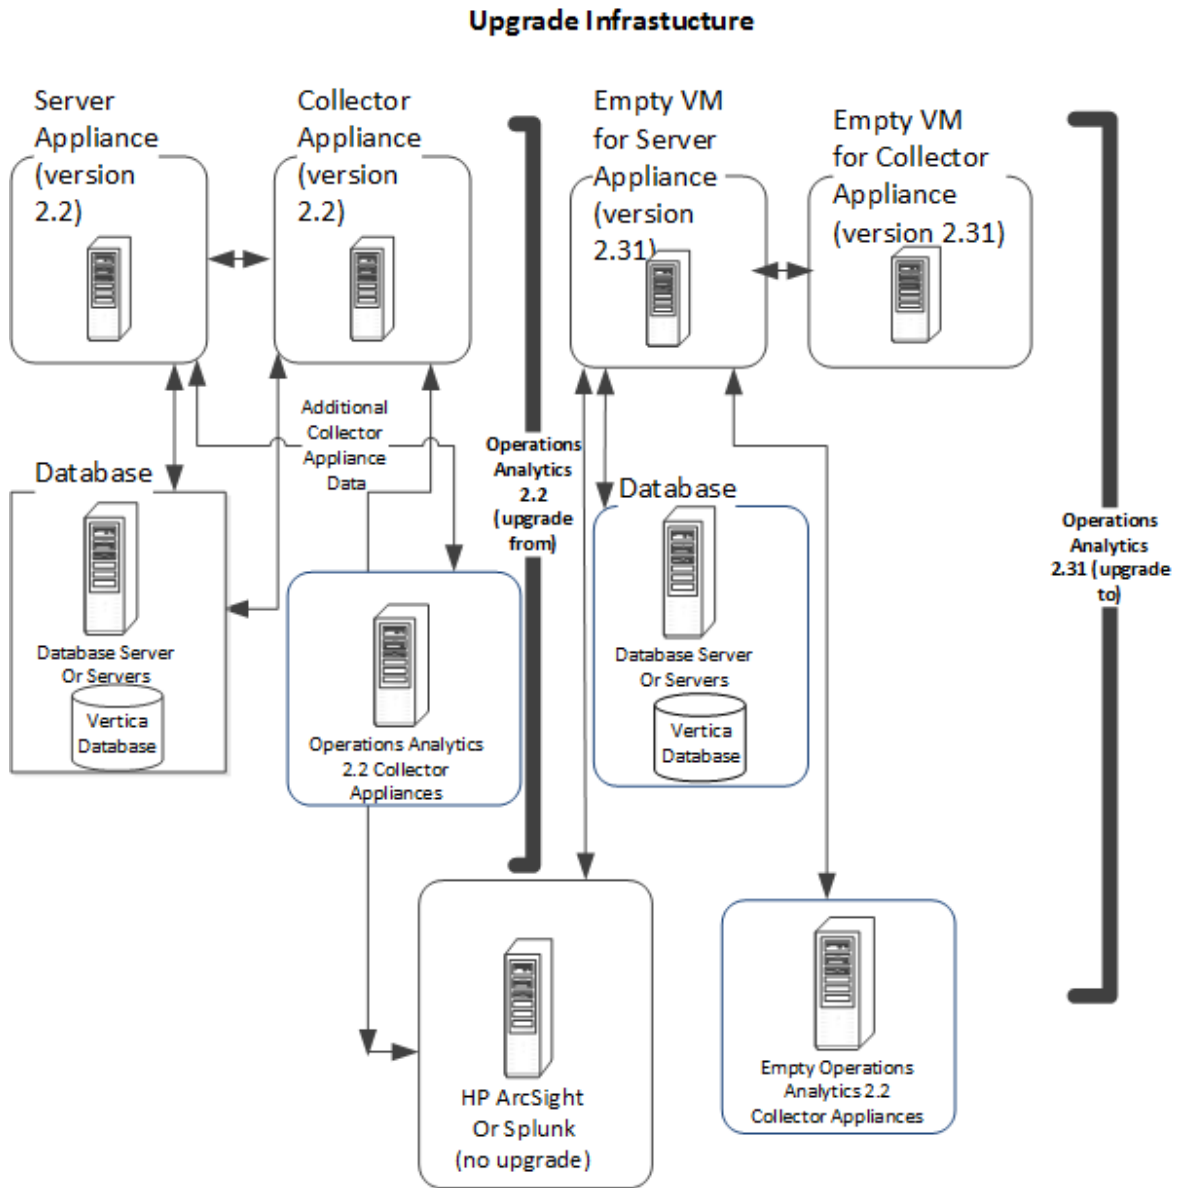 Upgrade Infrastucture
Server
Appliance
(version
2.2)
Collector
Appliance
(version
2.2)
Empty VM
for Server
Appliance
(version
2.31)
Empty VM
for Collector
Appliance
(version 2.31)
Additional
Collector
Appliance
Data
Operations
Analytics
2.2
(upgrade
from)
Operations
Analytics
2.31 (upgrade
to)
Database
Database Server
Or Servers
Vertica
Database
Operations Analytics
2.2 Collector
Appliances
Database
Database Server
Or Servers
Vertica
Database
HP ArcSight
Or Splunk
(no upgrade)
Empty Operations
Analytics 2.2
Collector Appliances